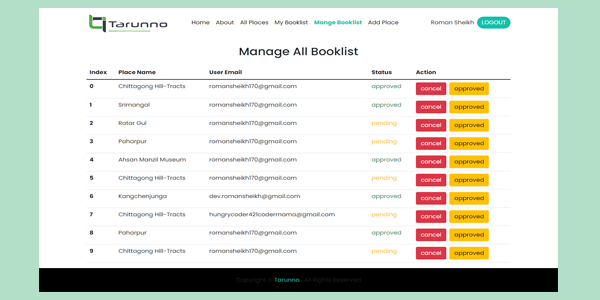 Tarunno
Home About All Places My Booklist Mange Booklist Add Place Roman Sheikh LOGOUT
Manage All Booklist
Index Place Name User Email Status Action
0 Chittagong Hill-Tracts romansheikh170@gmail.com approved cancel approved
1 Srimangal romansheikh170@gmail.com approved cancel approved
2 Ratar Gul romansheikh170@gmail.com pending cancel approved
3 Paharpur romansheikh170@gmail.com pending cancel approved
4 Ahsan Manzil Museum romansheikh170@gmail.com approved cancel approved
5 Chittagong Hill-Tracts romansheikh170@gmail.com pending cancel approved
6 Kangchenjunga dev.romansheikh@gmail.com approved cancel approved
7 Chittagong Hill-Tracts hungrycoder421codermama@gmail.com pending cancel approved
8 Paharpur romansheikh170@gmail.com approved cancel approved
9 Chittagong Hill-Tracts romansheikh170@gmail.com pending cancel approved
Copyright © Tarunno. All Rights Reserved